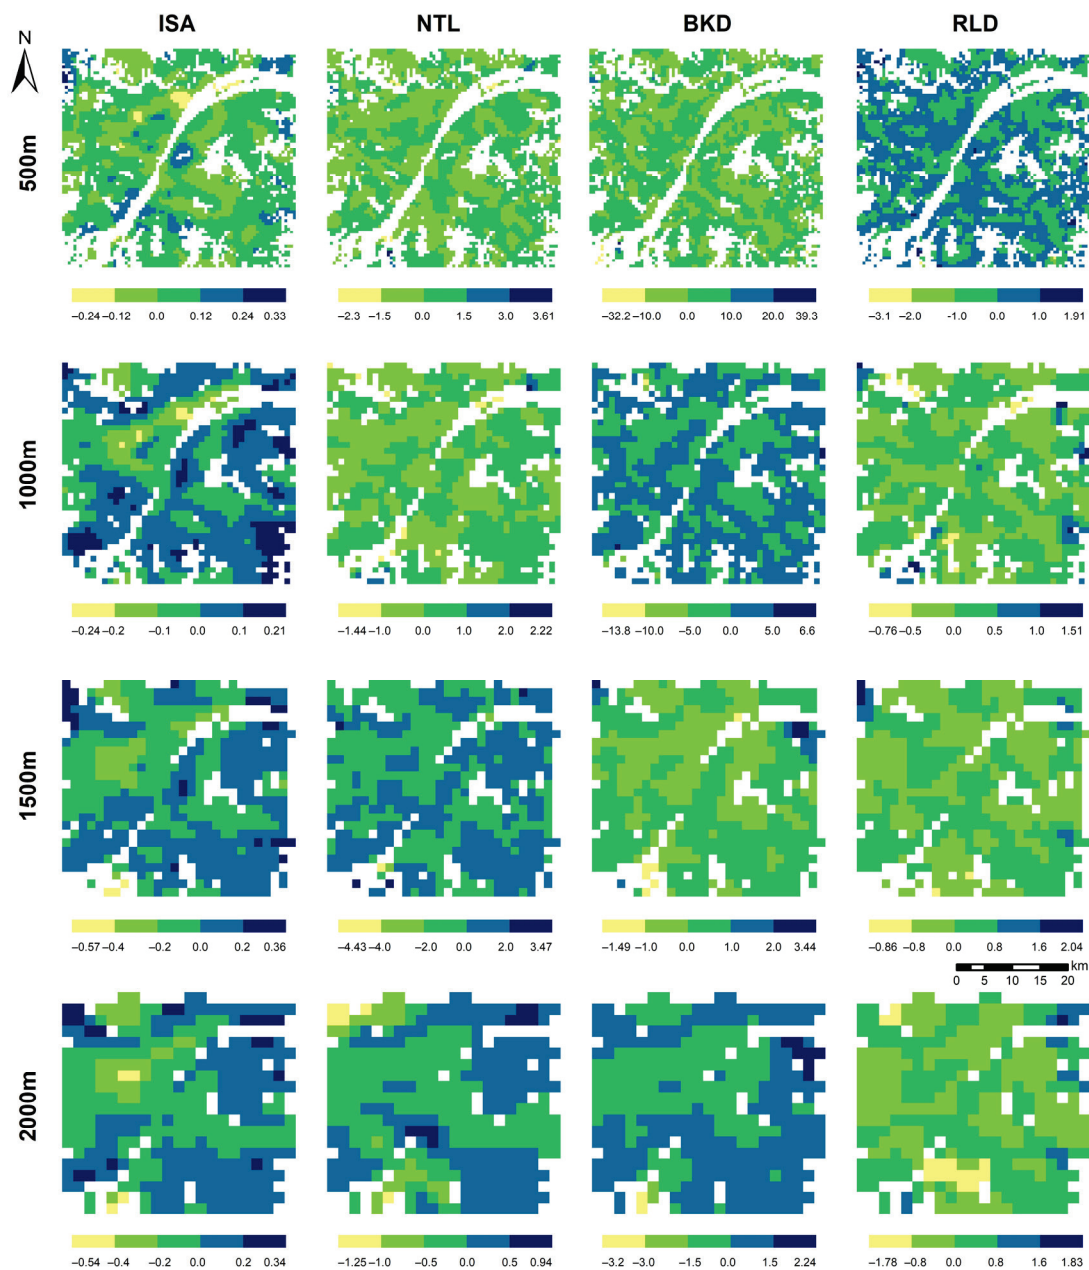 ISA NTL BKD RLD
N
500m
−0.24 −0.12 0.0 0.12 0.24 0.33
−2.3 −1.5 0.0 1.5 3.0 3.61
−32.2 −10.0 0.0 10.0 20.0 39.3
−3.1 −2.0 −1.0 0.0 1.0 1.91
1000m
−0.24 −0.2 −0.1 0.0 0.1 0.21
−1.44 −1.0 0.0 1.0 2.0 2.22
−13.8 −10.0 −5.0 0.0 5.0 6.6
−0.76 −0.5 0.0 0.5 1.0 1.51
1500m
−0.57 −0.4 −0.2 0.0 0.2 0.36
−4.43 −4.0 −2.0 0.0 2.0 3.47
−1.49 −1.0 0.0 1.0 2.0 3.44
−0.86 −0.8 0.0 0.8 1.6 2.04
km
0 5 10 15 20
2000m
−0.54 −0.4 −0.2 0.0 0.2 0.34
−1.25 −1.0 −0.5 0.0 0.5 0.94
−3.2 −3.0 −1.5 0.0 1.5 2.24
−1.78 −0.8 0.0 0.8 1.6 1.83